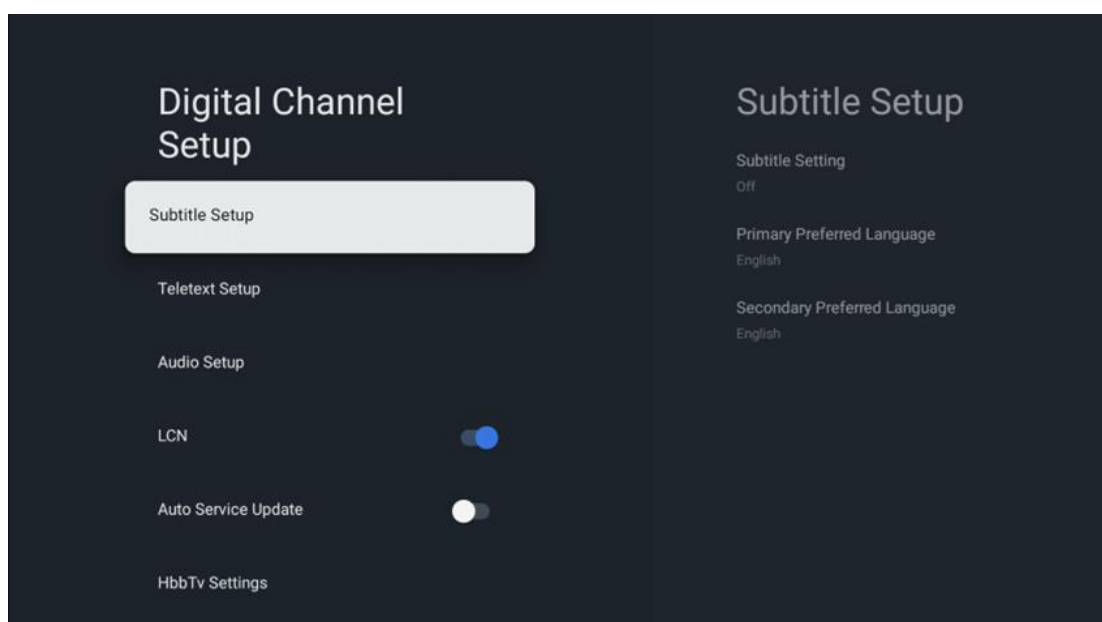 Digital Channel
Setup
Subtitle Setup
Teletext Setup
Audio Setup
LCN
Auto Service Update
HbbTv Settings
Subtitle Setup
Subtitle Setting
Off
Primary Preferred Language
English
Secondary Preferred Language
English